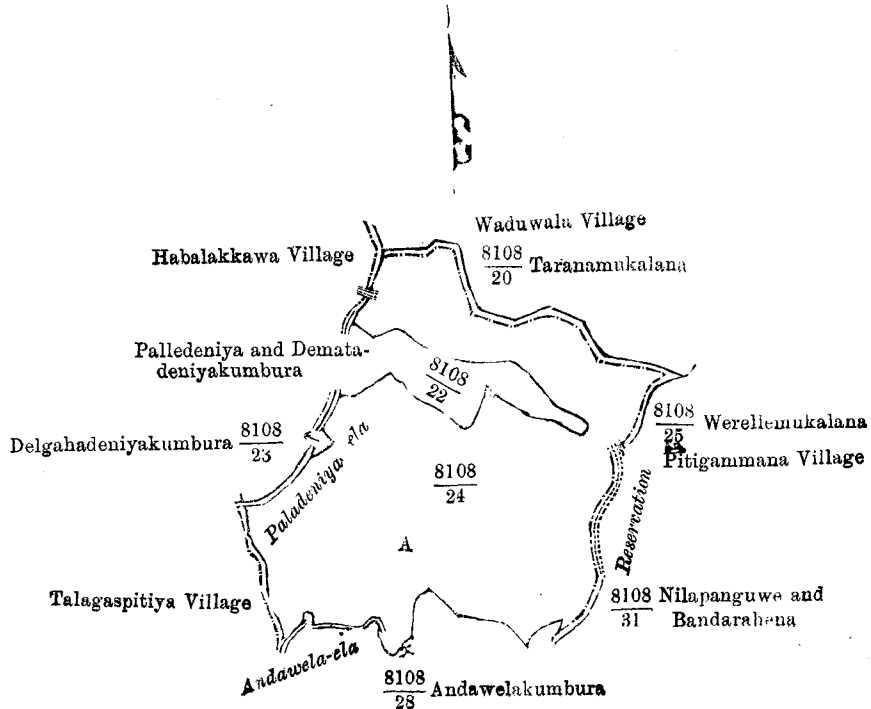 Waduwala Village
Habalakkawa Village
8108
20 Taranamukalana
Palledeniya and Demata-
deniyakumbura
8108
22
8108
25 Werellemukalana
Delgahadeniyakumbura 8108
23
Pitigammana Village
Paladeniya ela
8108
24
Reservation
A
Talagaspitiya Village
8108
31 Nilapanguwe and
Bandarahena
Andawela-ela
8108
28 Andawelakumbura